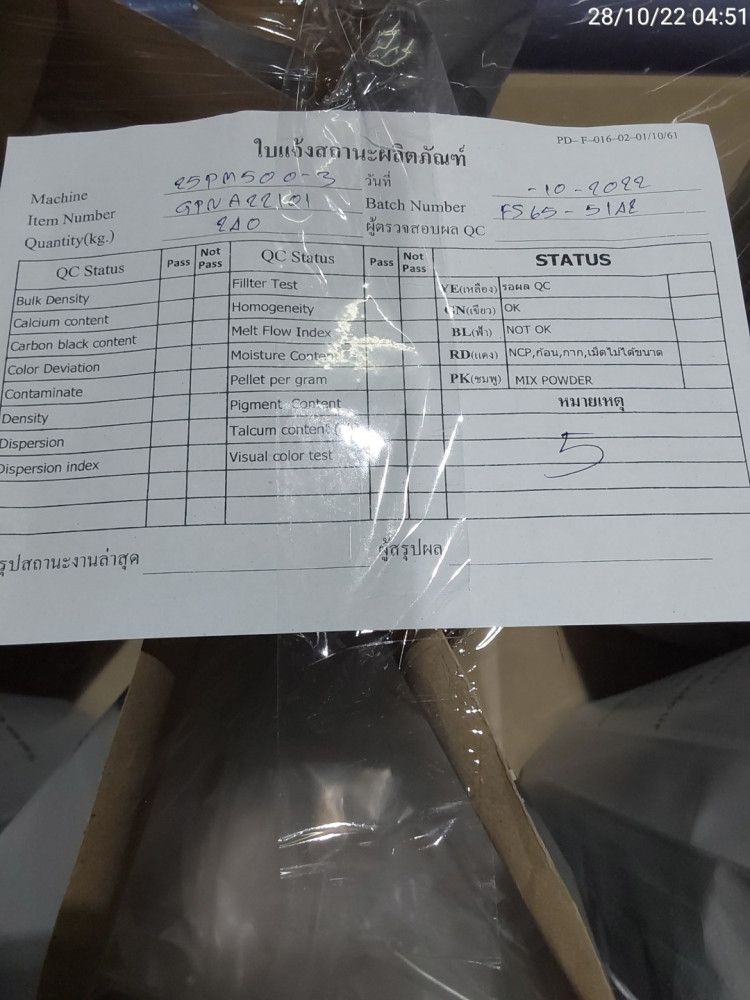 28/10/22 04:51
PD-F-016-02-01/10/61
ใบแจ้งสถานะผลิตภัณฑ์
Machine 25PM500-3 วันที่ -10-2022
Item Number GPNA22101 Batch Number FS65-51A2
Quantity(kg.) 240 ผู้ตรวจสอบผล QC
QC Status Pass Not Pass QC Status Pass Not Pass STATUS
Bulk Density Fillter Test YE(เหลือง) รอผล QC
Calcium content Homogeneity GN(เขียว) OK
Carbon black content Melt Flow Index BL(ฟ้า) NOT OK
Color Deviation Moisture Content RD(แดง) NCP,ก้อน,กาก,เม็ดไม่ได้ขนาด
Contaminate Pellet per gram PK(ชมพู) MIX POWDER
Density Pigment Content หมายเหตุ
Dispersion Talcum content 5
Dispersion index Visual color test
รุปสถานะงานล่าสุด ผู้สรุปผล